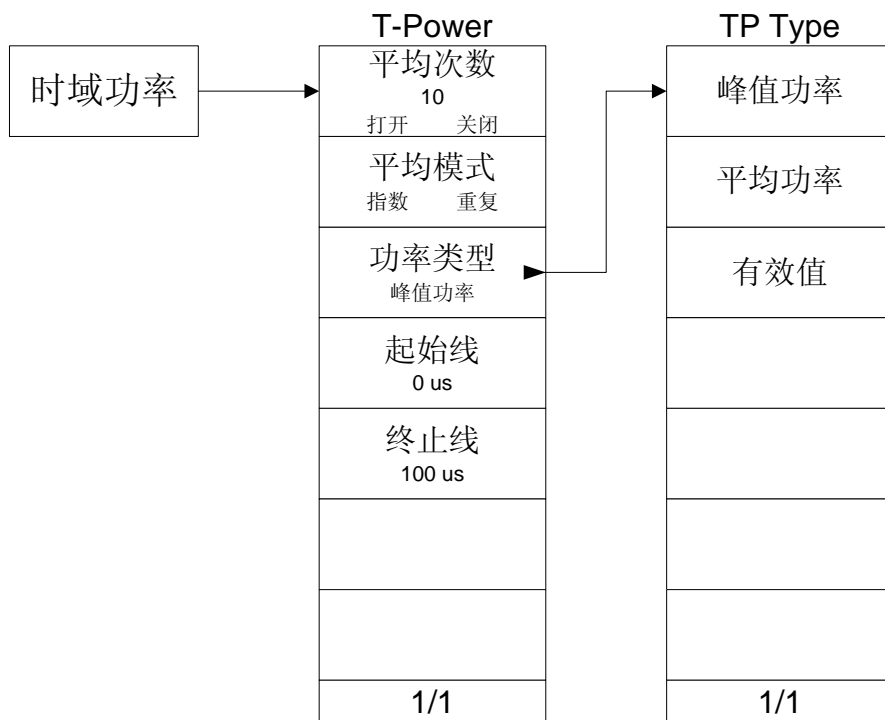 时域功率
T-Power
平均次数
10
打开 关闭
平均模式
指数 重复
功率类型
峰值功率
起始线
0 us
终止线
100 us
1/1
TP Type
峰值功率
平均功率
有效值
1/1